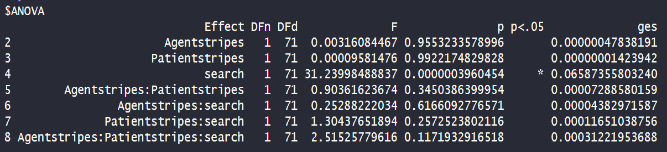 $ANOVA
Effect DFn DFd F p p<.05 ges
2 Agentstripes 1 71 0.00316084467 0.9553233578996 0.00000047838191
3 Patientstripes 1 71 0.00009581476 0.9922174829828 0.00000001423942
4 search 31.23998488837 0.0000003960454 * 0.06587355803240
5 Agentstripes:Patientstripes 1 71 0.90361623674 0.3450386399954 0.00007288580159
6 Agentstripes:search 1 71 0.25288222034 0.6166092776571 0.00004382971587
7 Patientstripes:search 1 71 1.30437651894 0.2572523802116 0.00011651038756
8 Agentstripes:Patientstripes:search 1 71 2.51525779616 0.1171932916518 0.00031221953688